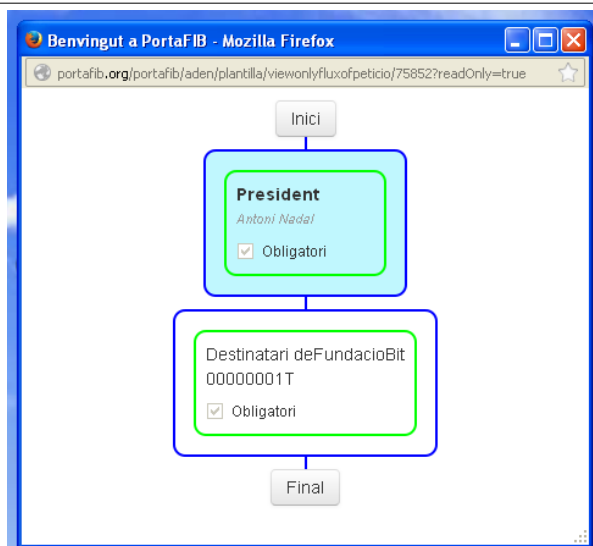 Benvingut a PortaFIB - Mozilla Firefox
portafib.org/portafib/aden/plantilla/viewonlyfluxofpeticio/75852?readOnly=true
Inici
President
Antoni Nadal
Obligatori
Destinatari deFundacioBit
00000001T
Obligatori
Final